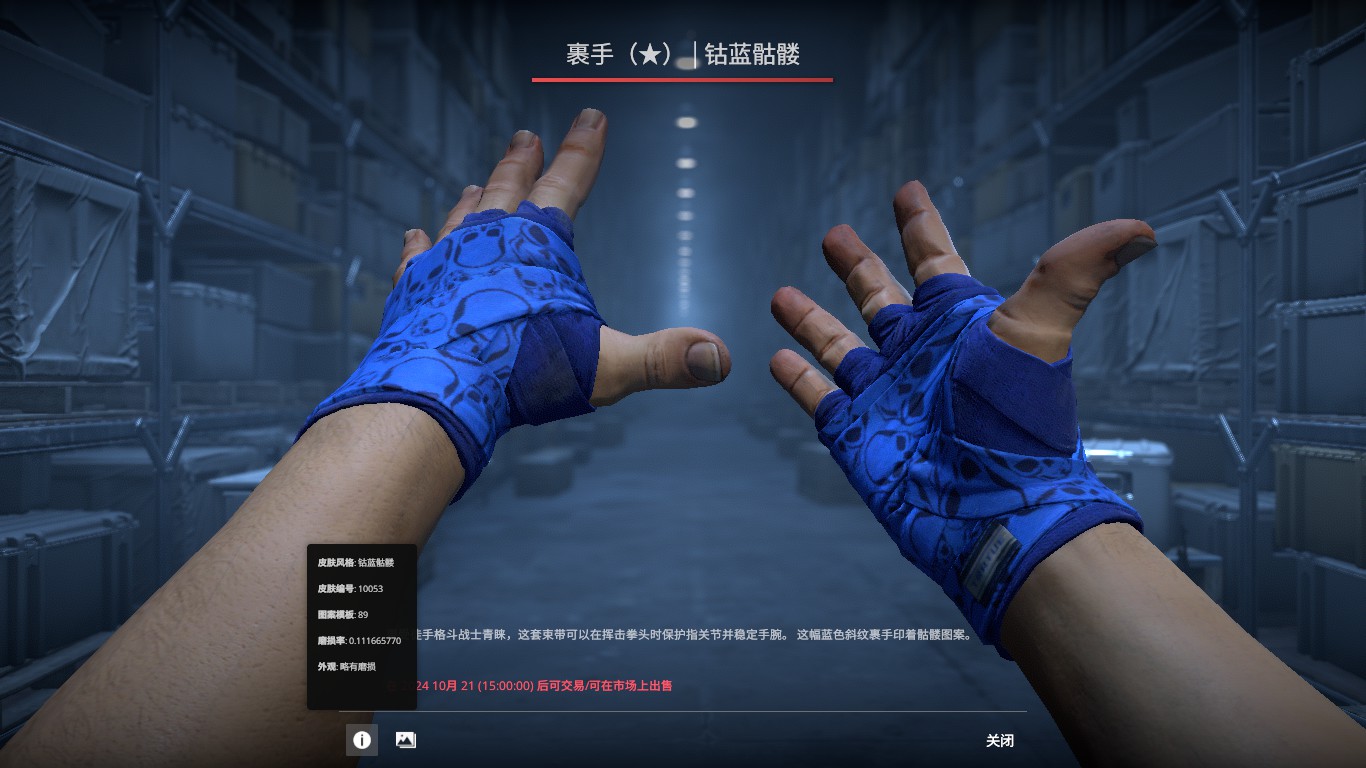 裹手（★） | 钴蓝骷髅
皮肤风格: 钴蓝骷髅
皮肤编号: 10053
图案模板: 89
磨损率: 0.111665770
外观: 略有磨损
手格斗战士青睐，这套束带可以在挥击拳头时保护指关节并稳定手腕。 这幅蓝色斜纹裹手印着骷髅图案。
24 10月 21 (15:00:00) 后可交易/可在市场上出售
关闭